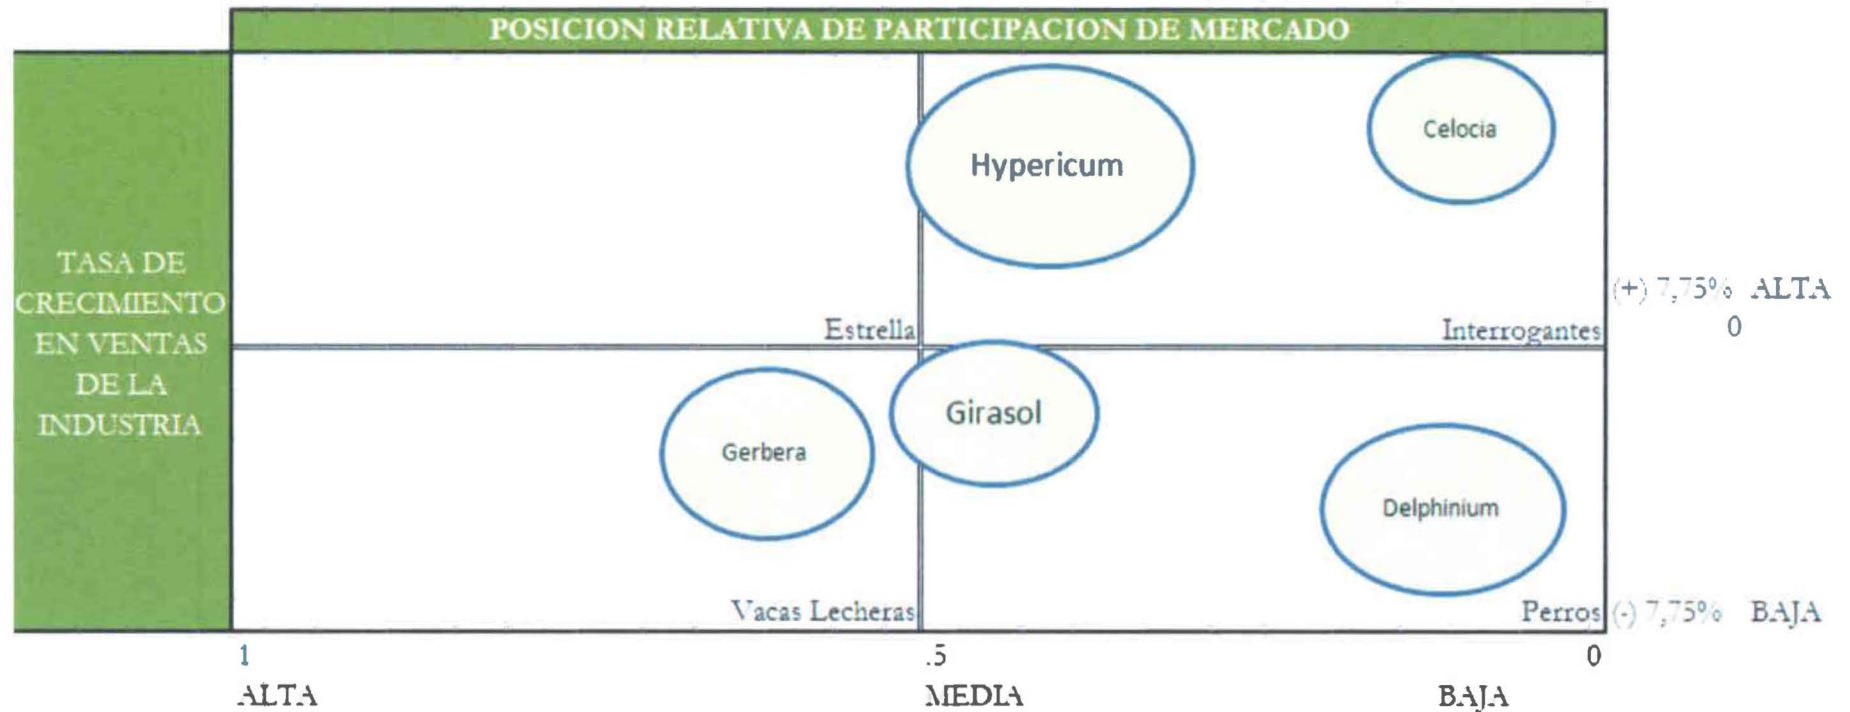 POSICION RELATIVA DE PARTICIPACION DE MERCADO
TASA DE
CRECIMIENTO
EN VENTAS
DE LA
INDUSTRIA
Hypericum
Celocia
Estrella
Interrogantes
(+) 7,75% ALTA
0
Gerbera
Girasol
Delphinium
Vacas Lecheras
Perros
(-) 7,75% BAJA
1
.5
0
ALTA
MEDIA
BAJA